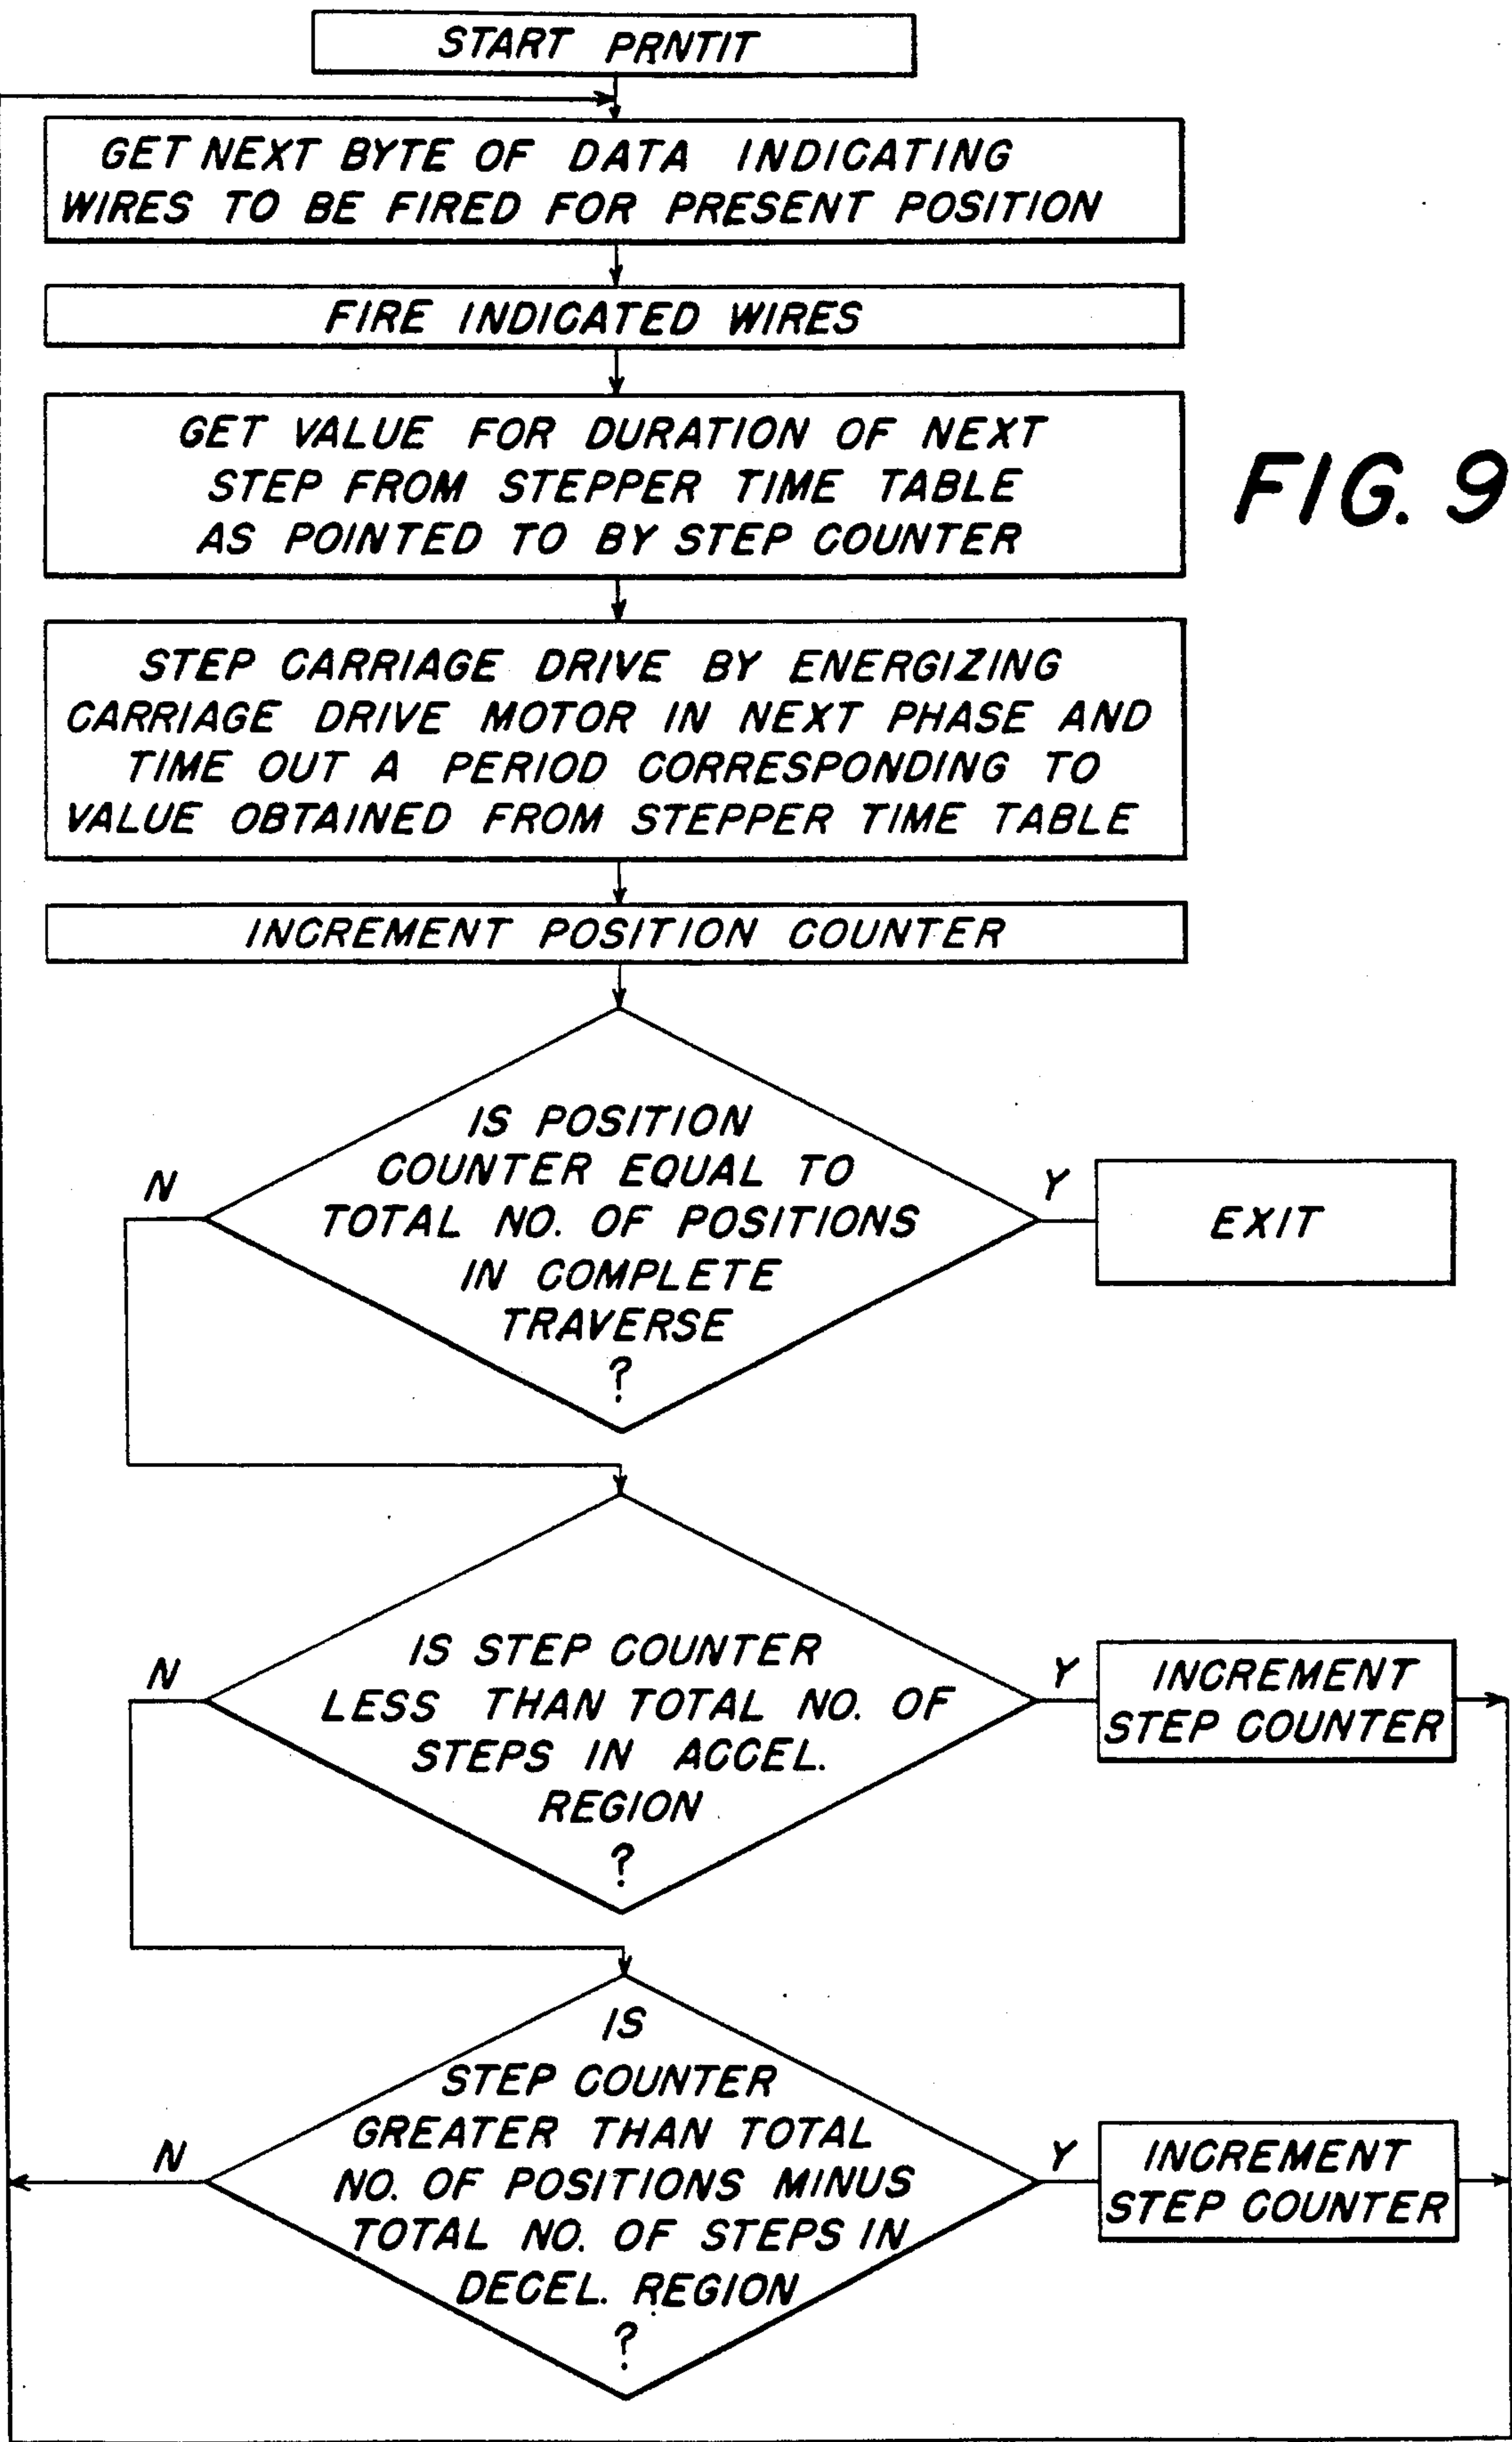 START PRNTIT
GET NEXT BYTE OF DATA INDICATING
WIRES TO BE FIRED FOR PRESENT POSITION
FIRE INDICATED WIRES
GET VALUE FOR DURATION OF NEXT
STEP FROM STEPPER TIME TABLE
AS POINTED TO BY STEP COUNTER
FIG. 9
STEP CARRIAGE DRIVE BY ENERGIZING
CARRIAGE DRIVE MOTOR IN NEXT PHASE AND
TIME OUT A PERIOD CORRESPONDING TO
VALUE OBTAINED FROM STEPPER TIME TABLE
INCREMENT POSITION COUNTER
IS POSITION
COUNTER EQUAL TO
TOTAL NO. OF POSITIONS
IN COMPLETE
TRAVERSE
?
N
Y
EXIT
IS STEP COUNTER
LESS THAN TOTAL NO. OF
STEPS IN ACCEL.
REGION
?
N
Y
INCREMENT
STEP COUNTER
IS
STEP COUNTER
GREATER THAN TOTAL
NO. OF POSITIONS MINUS
TOTAL NO. OF STEPS IN
DECEL. REGION
?
N
Y
INCREMENT
STEP COUNTER